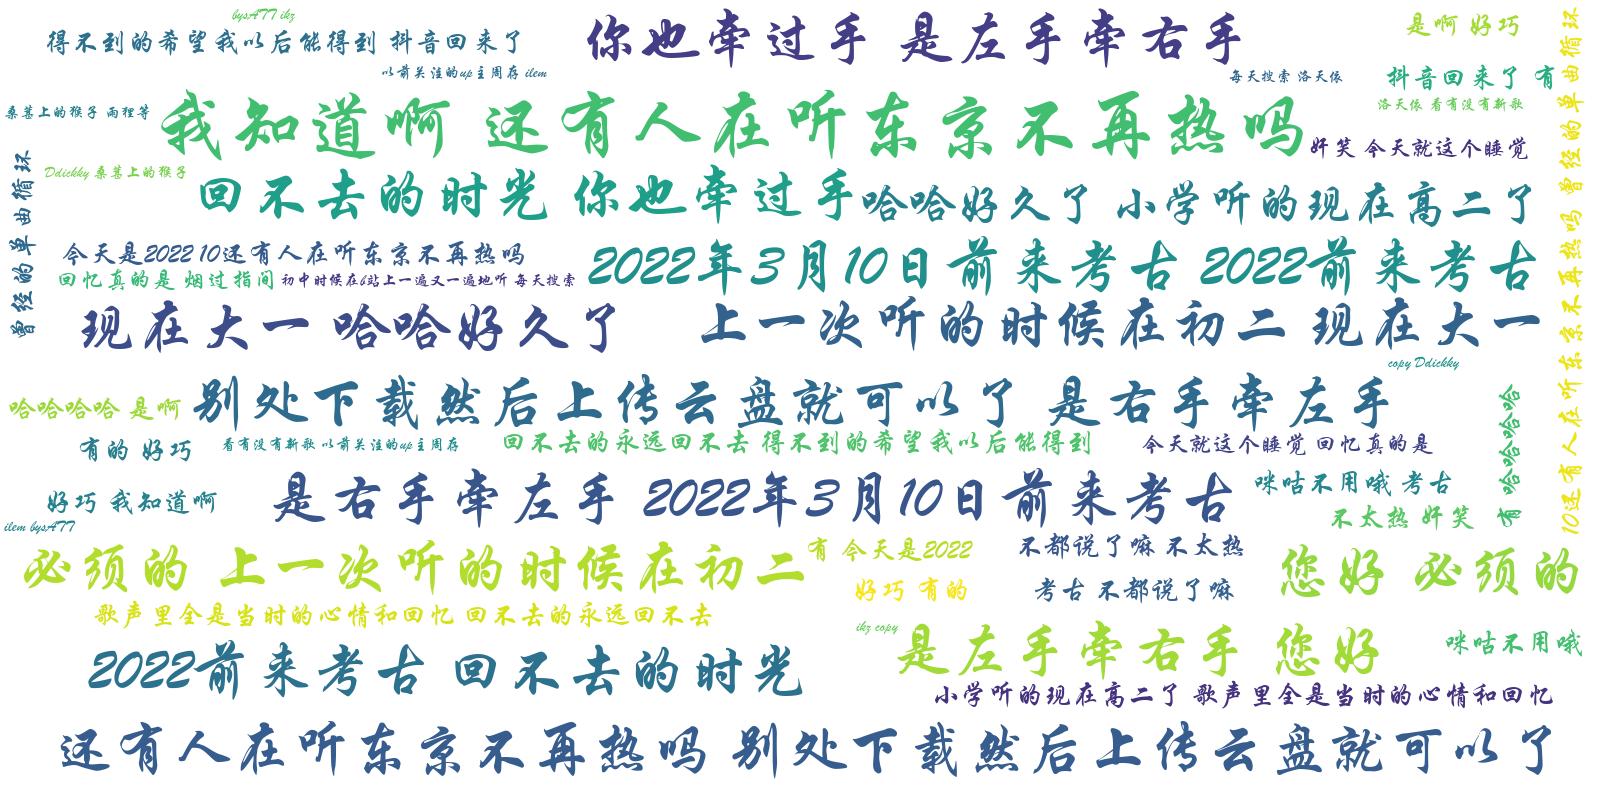 bysA77 ikz
得不到的希望我以后能得到 抖音回来了
你也牵过手 是左手牵右手
是啊 好巧
以前关注的up主周存 ilem
每天搜索 洛天依
抖音回来了 有
桑葚上的猴子 雨狸等
我知道啊 还有人在听东京不再热吗
洛天依 看有没有新歌
奸笑 今天就这个睡觉
Ddickky 桑葚上的猴子
回不去的时光 你也牵过手
哈哈好久了 小学听的现在高二了
曾经的单曲循环
10还有人在听东京不再热吗 曾经的单曲循环
今天是2022 10还有人在听东京不再热吗
2022年3月10日前来考古 2022前来考古
回忆真的是 烟过指间
初中时候在b站上一遍又一遍地听 每天搜索
现在大一 哈哈好久了
上一次听的时候在初二 现在大一
copy Ddickky
哈哈哈哈 是啊
别处下载然后上传云盘就可以了 是右手牵左手
有 哈哈哈哈
有的 好巧
看有没有新歌 以前关注的up主周存
回不去的永远回不去 得不到的希望我以后能得到
今天就这个睡觉 回忆真的是
好巧 我知道啊
是右手牵左手 2022年3月10日前来考古
咪咕不用哦 考古
不太热 奸笑
ilem bysA77
必须的 上一次听的时候在初二
有 今天是2022
不都说了嘛 不太热
您好 必须的
好巧 有的
考古 不都说了嘛
歌声里全是当时的心情和回忆 回不去的永远回不去
ikz copy
是左手牵右手 您好
咪咕不用哦
2022前来考古 回不去的时光
小学听的现在高二了 歌声里全是当时的心情和回忆
还有人在听东京不再热吗 别处下载然后上传云盘就可以了